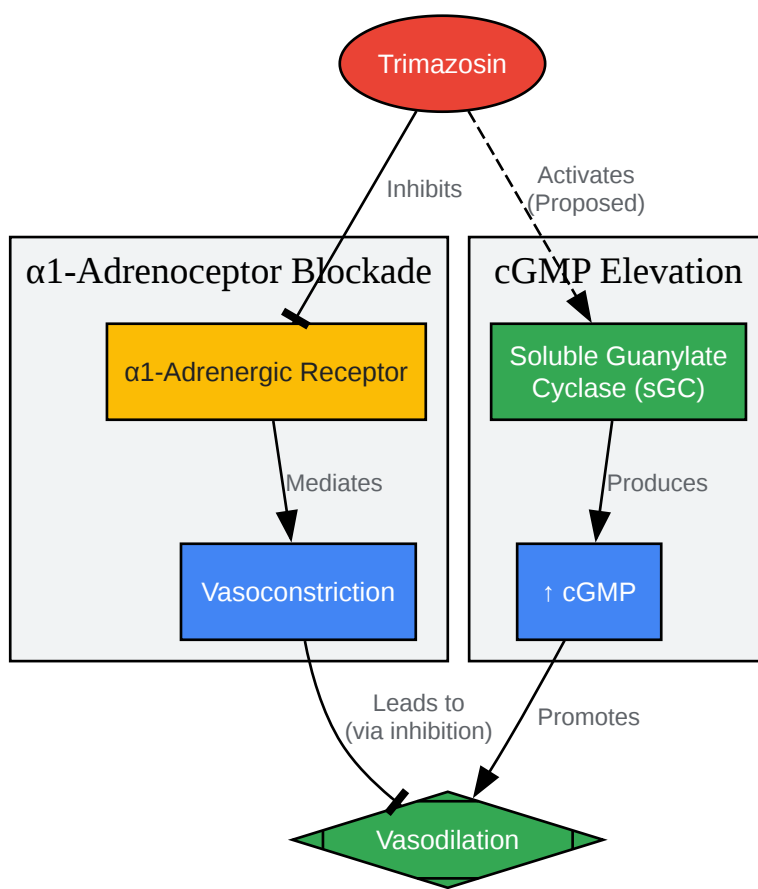 Trimazosin
Inhibits
Activates
(Proposed)
α1-Adrenoceptor Blockade
cGMP Elevation
α1-Adrenergic Receptor
Soluble Guanylate
Cyclase (sGC)
Mediates
Produces
Vasoconstriction
↑ cGMP
Leads to
(via inhibition)
Promotes
Vasodilation